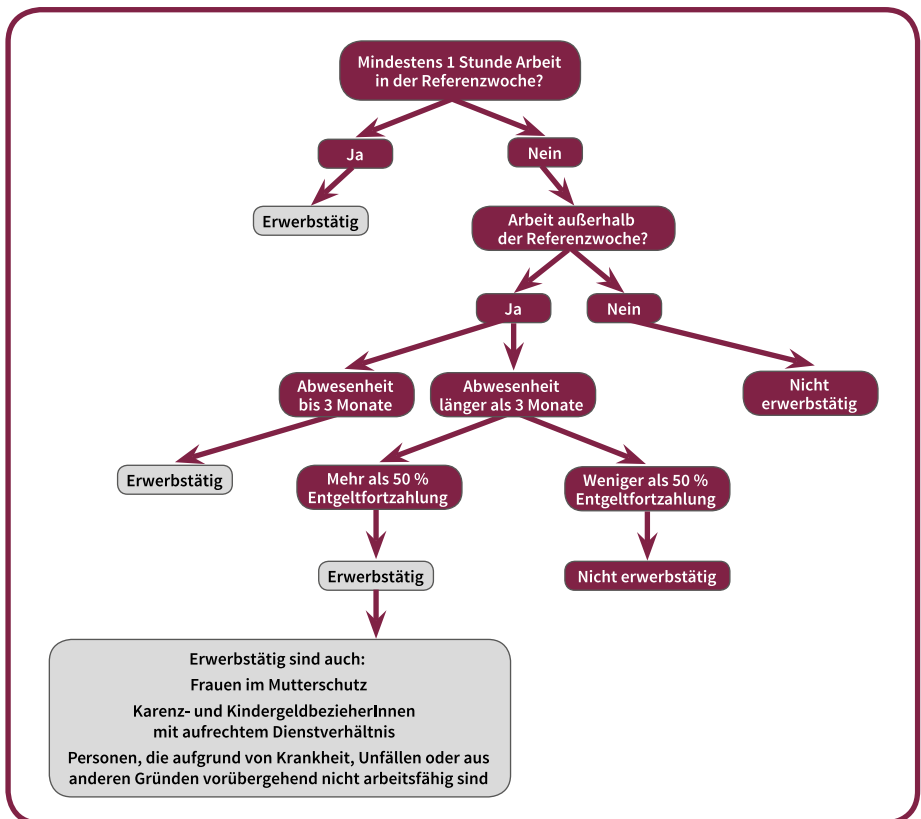 Mindestens 1 Stunde Arbeit
in der Referenzwoche?
Ja
Nein
Erwerbstätig
Arbeit außerhalb
der Referenzwoche?
Ja
Nein
Abwesenheit
bis 3 Monate
Abwesenheit
länger als 3 Monate
Nicht
erwerbstätig
Erwerbstätig
Mehr als 50 %
Entgeltfortzahlung
Weniger als 50 %
Entgeltfortzahlung
Erwerbstätig
Nicht erwerbstätig
Erwerbstätig sind auch:
Frauen im Mutterschutz
Karenz- und KindergeldbezieherInnen
mit aufrechtem Dienstverhältnis
Personen, die aufgrund von Krankheit, Unfällen oder aus
anderen Gründen vorübergehend nicht arbeitsfähig sind